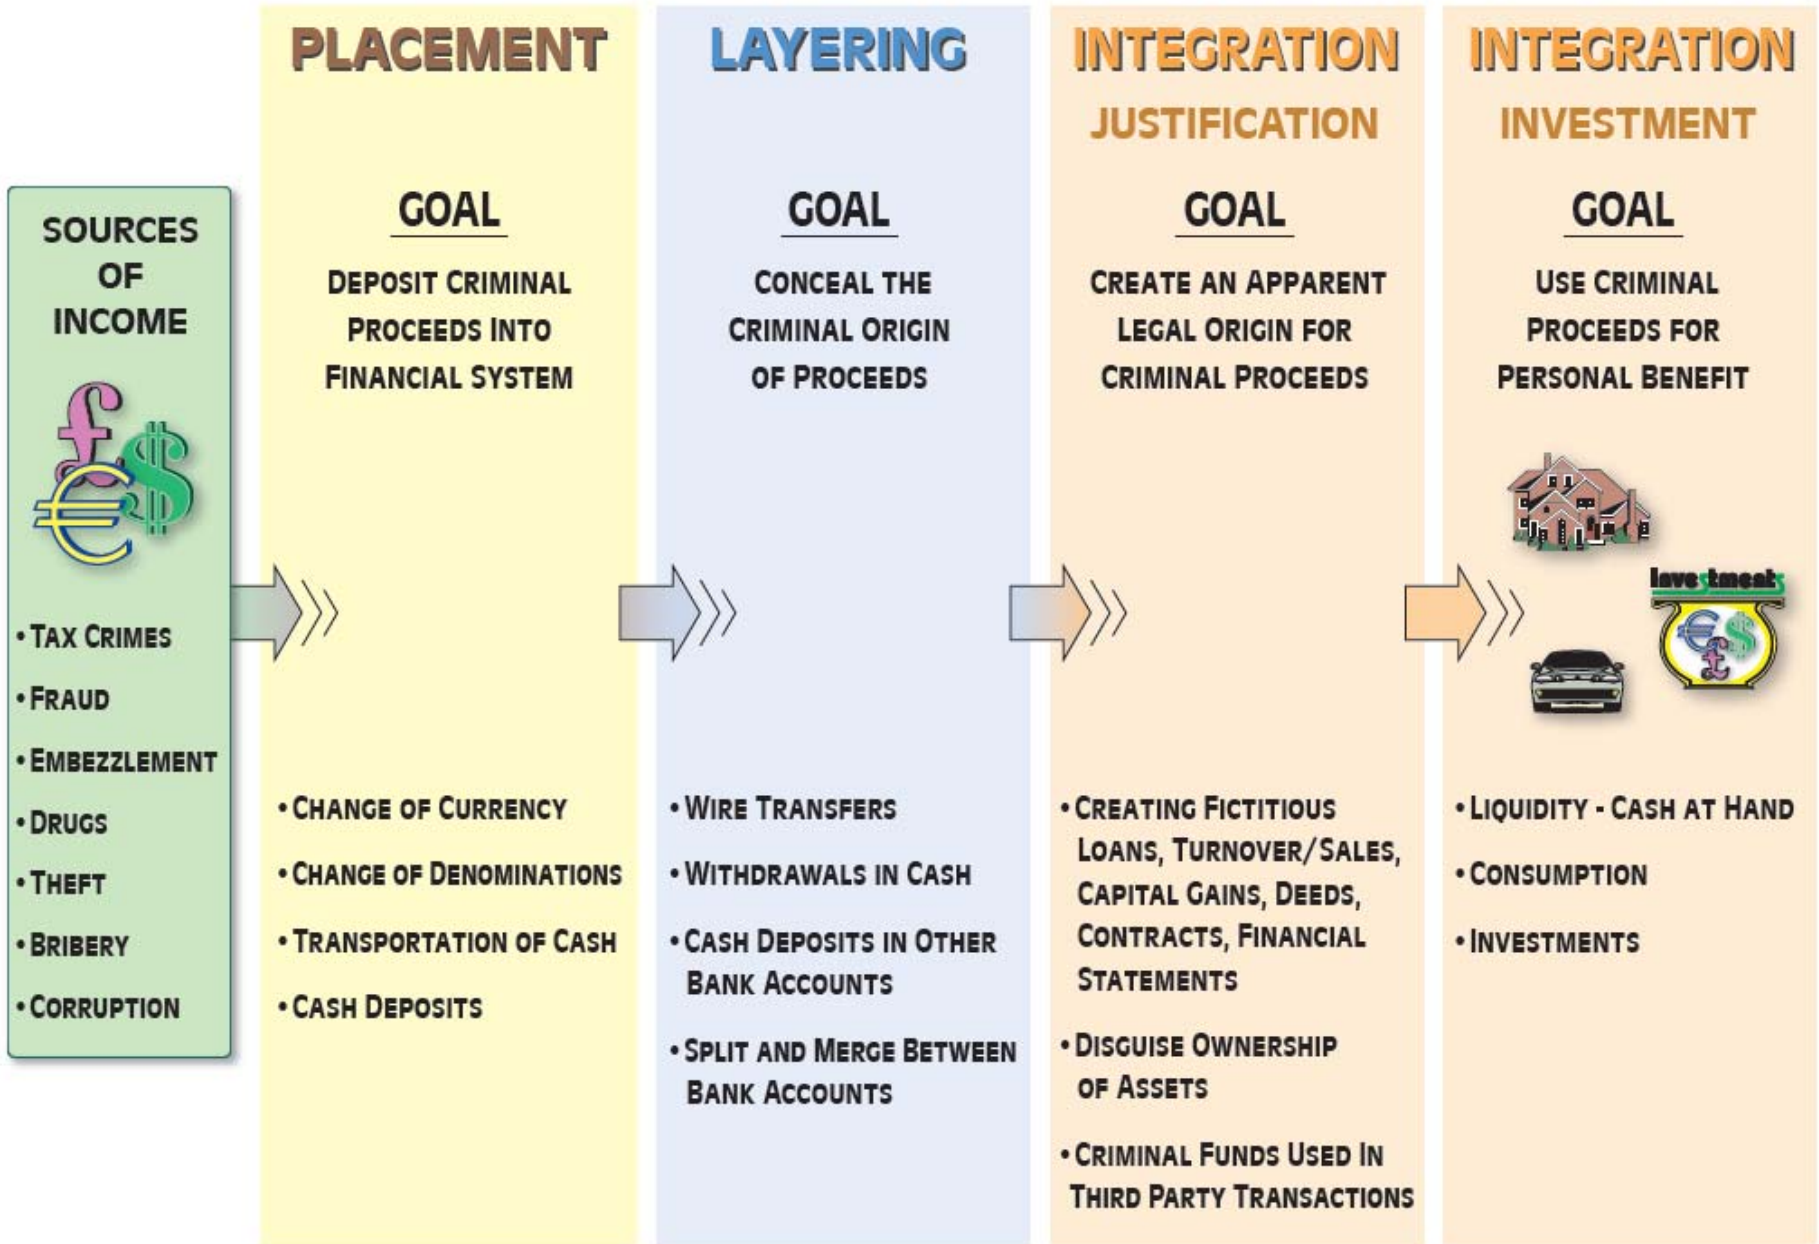 SOURCES
OF
INCOME
• TAX CRIMES
• FRAUD
• EMBEZZLEMENT
• DRUGS
• THEFT
• BRIBERY
• CORRUPTION
PLACEMENT
GOAL
DEPOSIT CRIMINAL
PROCEEDS INTO
FINANCIAL SYSTEM
• CHANGE OF CURRENCY
• CHANGE OF DENOMINATIONS
• TRANSPORTATION OF CASH
• CASH DEPOSITS
LAYERING
GOAL
CONCEAL THE
CRIMINAL ORIGIN
OF PROCEEDS
• WIRE TRANSFERS
• WITHDRAWALS IN CASH
• CASH DEPOSITS IN OTHER
BANK ACCOUNTS
• SPLIT AND MERGE BETWEEN
BANK ACCOUNTS
INTEGRATION
JUSTIFICATION
GOAL
CREATE AN APPARENT
LEGAL ORIGIN FOR
CRIMINAL PROCEEDS
• CREATING FICTITIOUS
LOANS, TURNOVER/SALES,
CAPITAL GAINS, DEEDS,
CONTRACTS, FINANCIAL
STATEMENTS
• DISGUISE OWNERSHIP
OF ASSETS
• CRIMINAL FUNDS USED IN
THIRD PARTY TRANSACTIONS
INTEGRATION
INVESTMENT
GOAL
USE CRIMINAL
PROCEEDS FOR
PERSONAL BENEFIT
Investments
€ $
£
• LIQUIDITY - CASH AT HAND
• CONSUMPTION
• INVESTMENTS